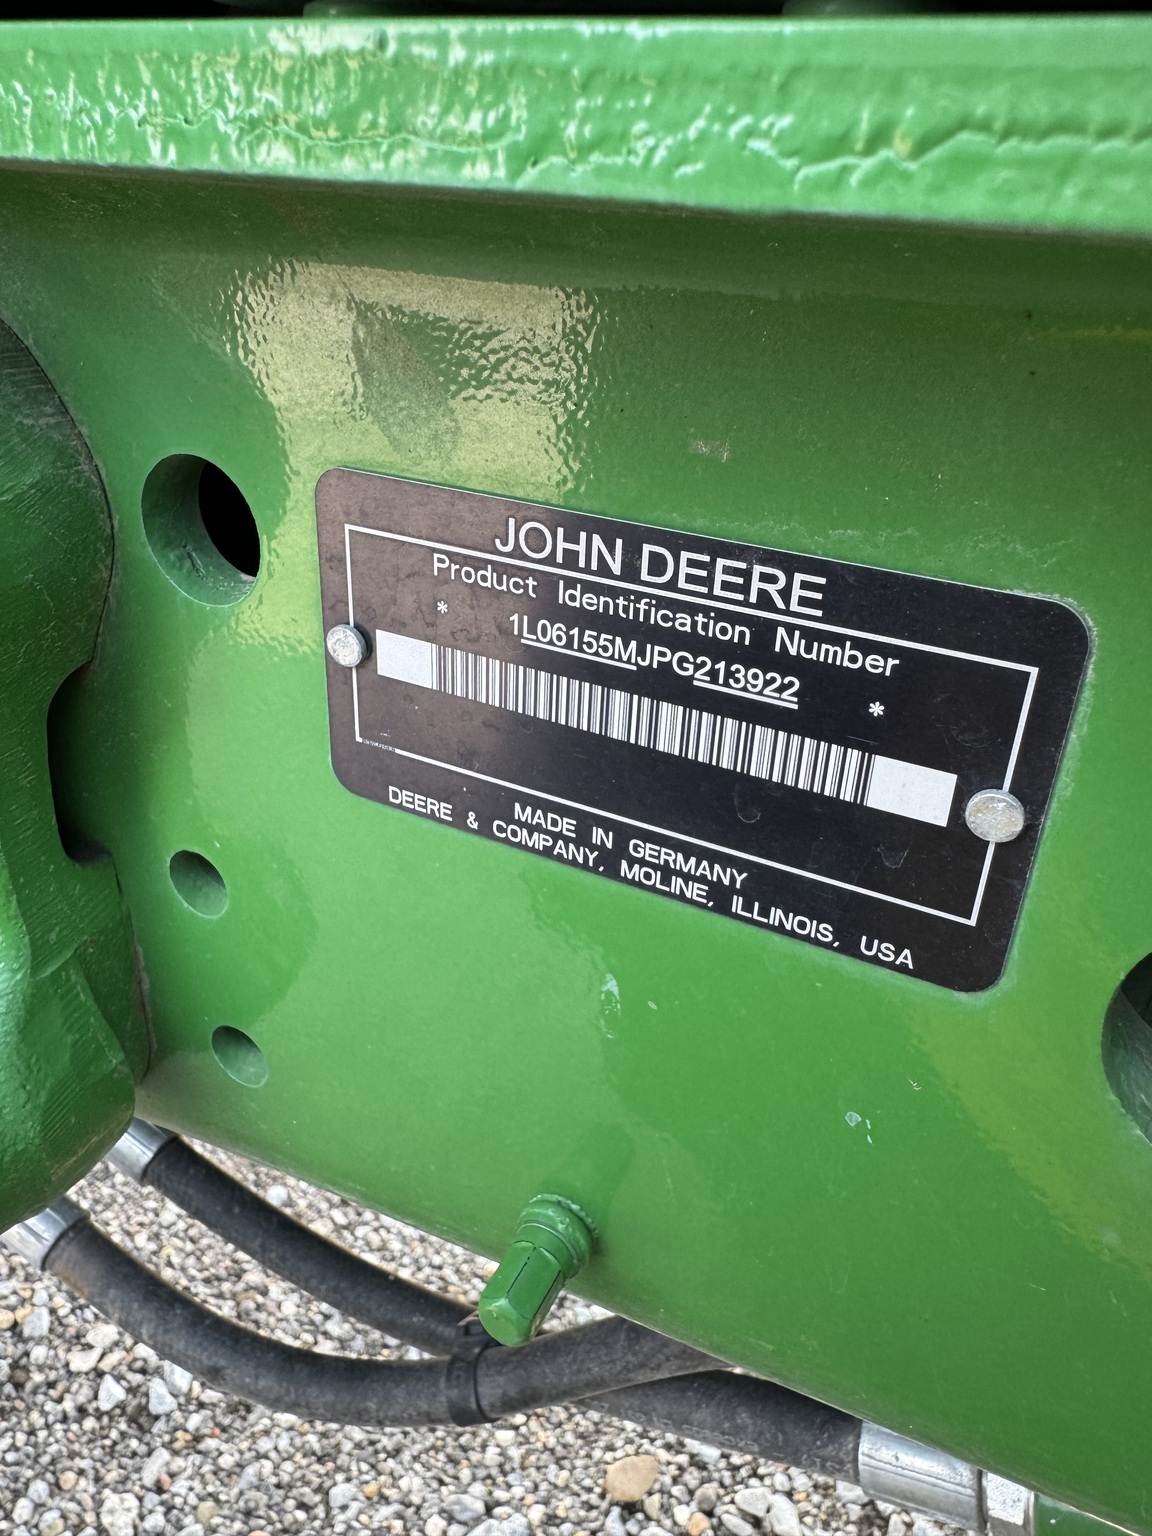 JOHN DEERE
Product Identification Number
* 1L06155MJPG213922 *
MADE IN GERMANY
DEERE & COMPANY, MOLINE, ILLINOIS, USA